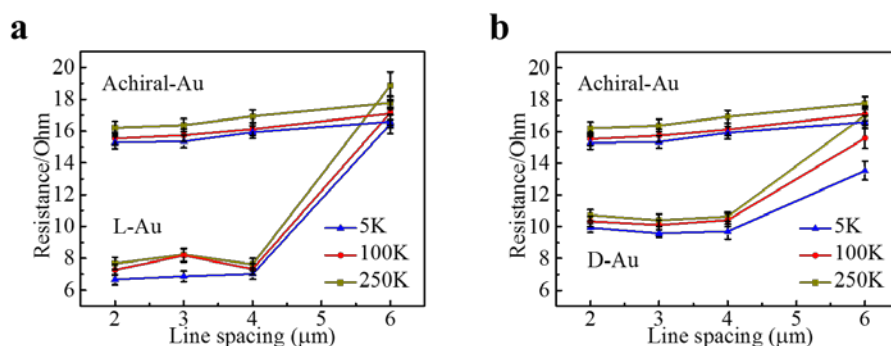 a
Resistance/Ohm
20
18
16
14
12
10
8
6
Achiral-Au
L-Au
5K
100K
250K
2
3
4
5
6
Line spacing (μm)
b
Resistance/Ohm
20
18
16
14
12
10
8
6
Achiral-Au
D-Au
5K
100K
250K
2
3
4
5
6
Line spacing (μm)